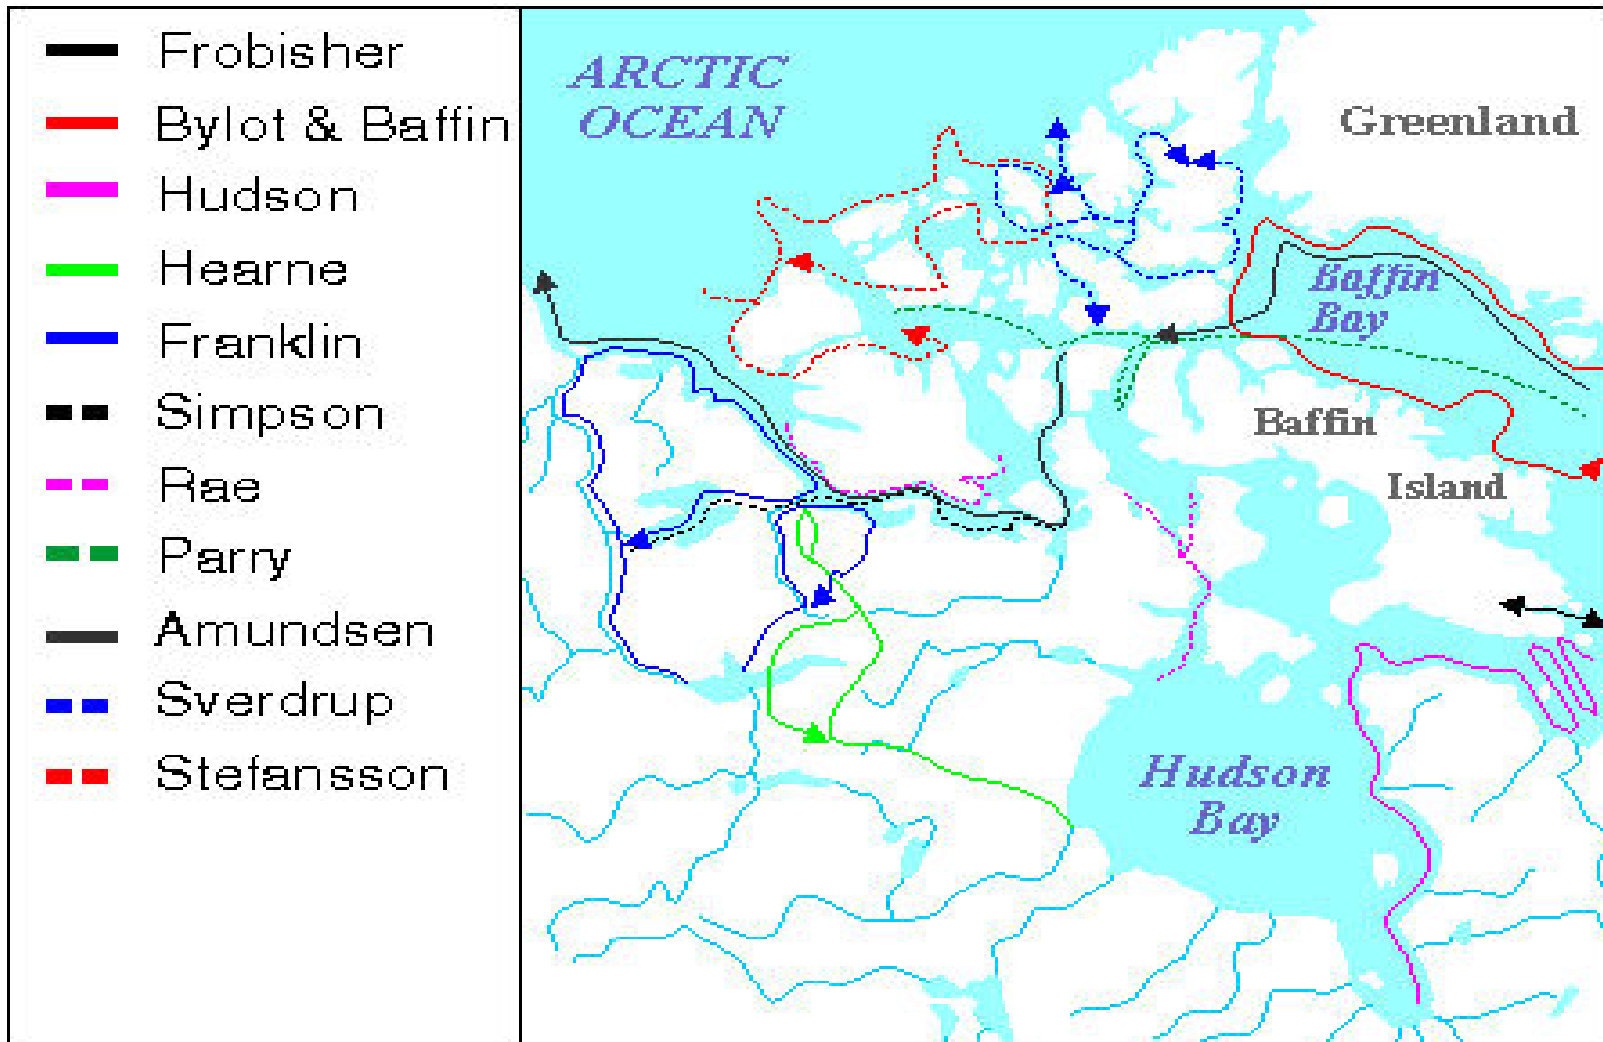 Frobisher
Bylot & Baffin
Hudson
Hearne
Franklin
Simpson
Rae
Parry
Amundsen
Sverdrup
Stefansson
ARCTIC
OCEAN
Greenland
Baffin
Bay
Baffin
Island
Hudson
Bay